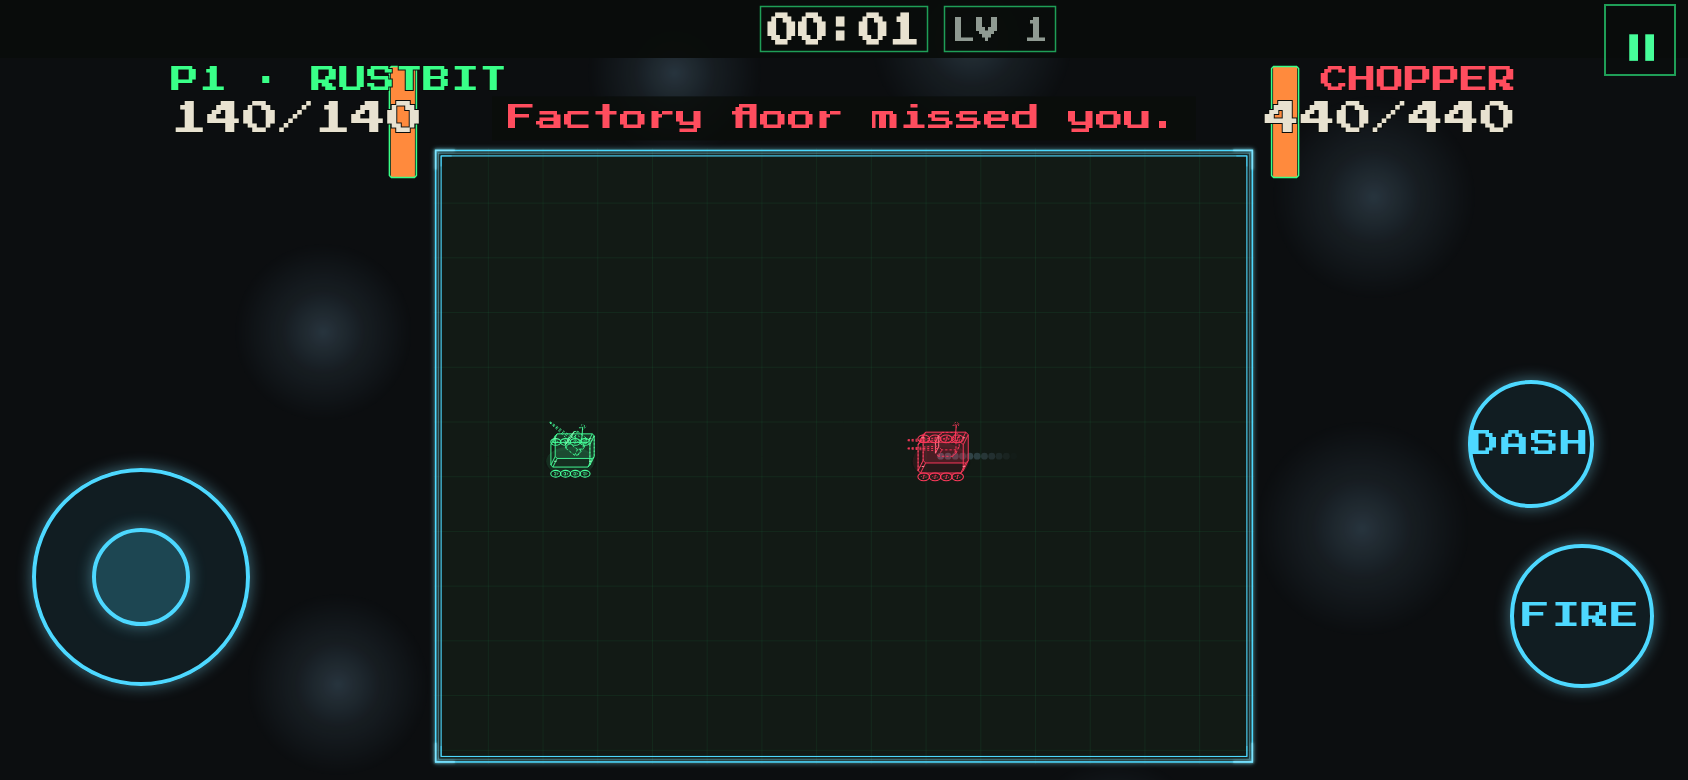 00:01
LV 1
P1 · RUSTBIT
140/140
Factory floor missed you.
CHOPPER
440/440
DASH
FIRE